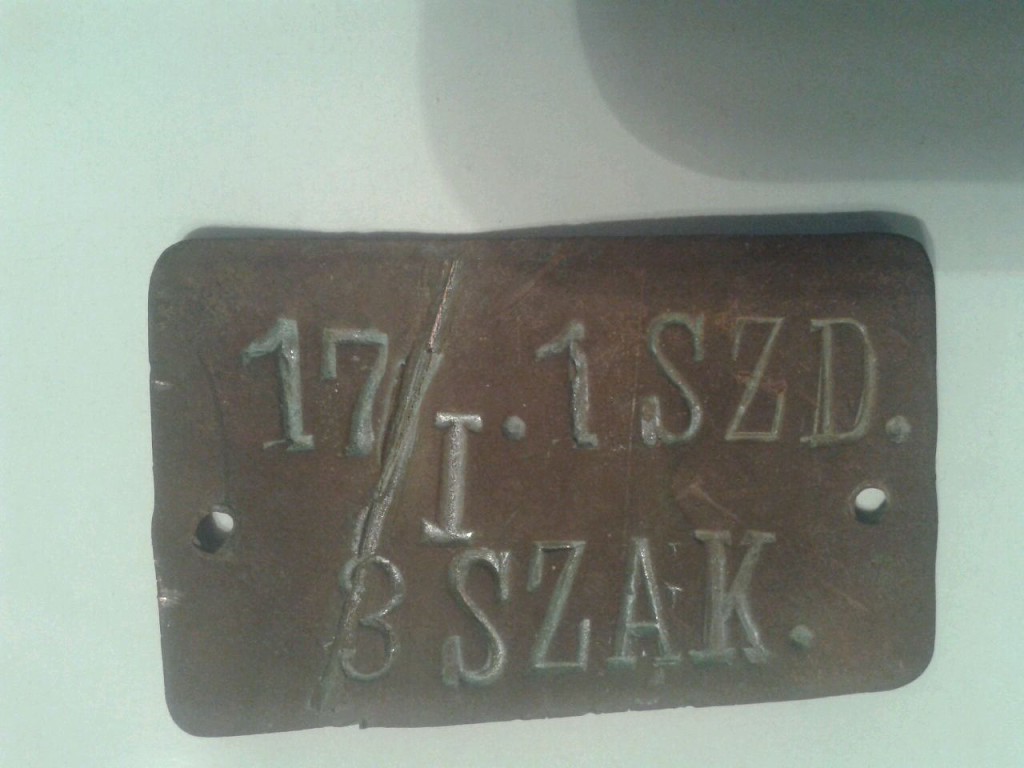 17/I. 1 SZD.
3 SZAK.